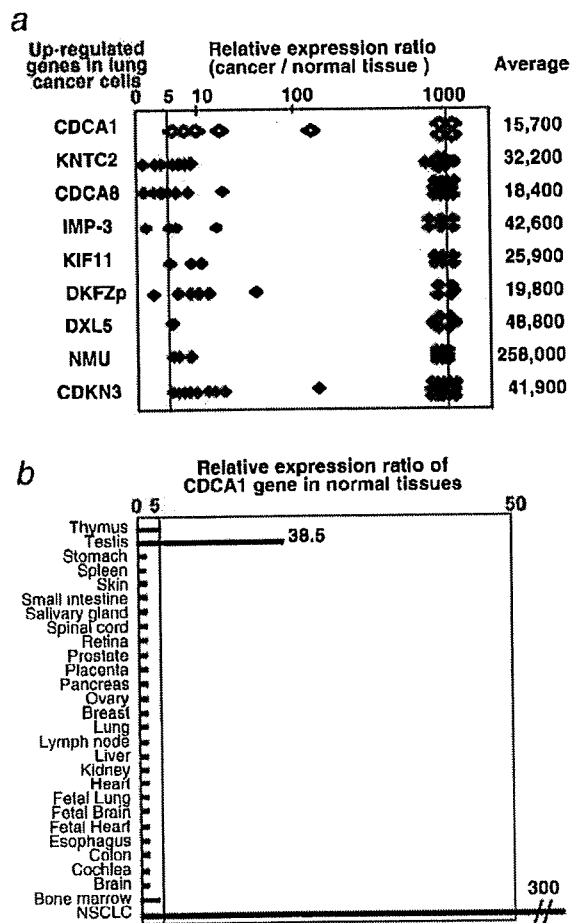 a
Up-regulated genes in lung cancer cells
Relative expression ratio (cancer / normal tissue )
Average
0 5 10 100 1000
CDCA1 15,700
KNTC2 32,200
CDCA8 18,400
IMP-3 42,600
KIF11 25,900
DKFZp 19,800
DXL5 48,800
NMU 258,000
CDKN3 41,900
b
Relative expression ratio of CDCA1 gene in normal tissues
0 5 50
Thymus
Testis 38.5
Stomach
Spleen
Skin
Small intestine
Salivary gland
Spinal cord
Retina
Prostate
Placenta
Pancreas
Ovary
Breast
Lung
Lymph node
Liver
Kidney
Heart
Fetal Lung
Fetal Brain
Fetal Heart
Esophagus
Colon
Cochlea
Brain
Bone marrow 300
NSCLC //